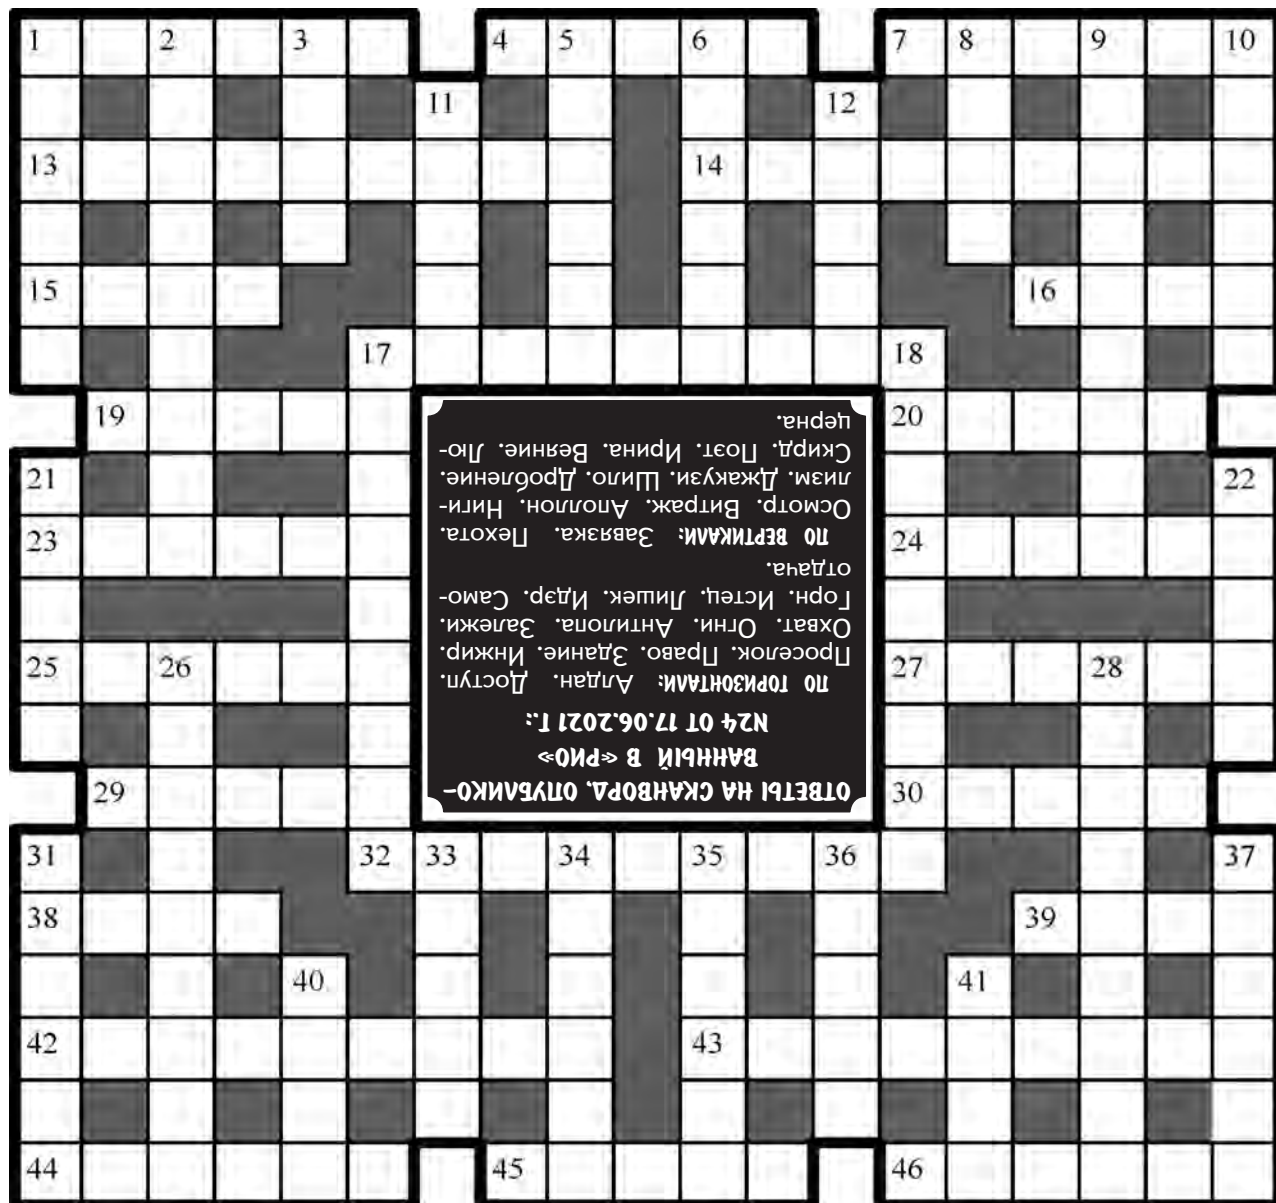 1 2 3 4 5 6 7 8 9 10
11 12
13 14
15 16
17 18
19 20
21 22
23 24
25 26 27 28
29 30
31 32 33 34 35 36 37
38 39
40 41
42 43
44 45 46
ОТВЕТЫ НА СКАНВОРД, ОПУБЛИКО-
ВАННЫЙ В «РИО»
N24 ОТ 17.06.2021 Г.:
ПО ГОРИЗОНТАЛИ: Алдан. Доступ.
Проселок. Право. Здание. Инжир.
Охват. Огни. Антилопа. Залежи.
Горн. Истец. Лишек. Идэр. Само-
отдача.
ПО ВЕРТИКАЛИ: Завязка. Пехота.
Осмотр. Витраж. Аполлон. Ниги-
лизм. Джакузи. Шило. Дробление.
Скирд. Поэт. Ирина. Веяние. Лю-
церна.